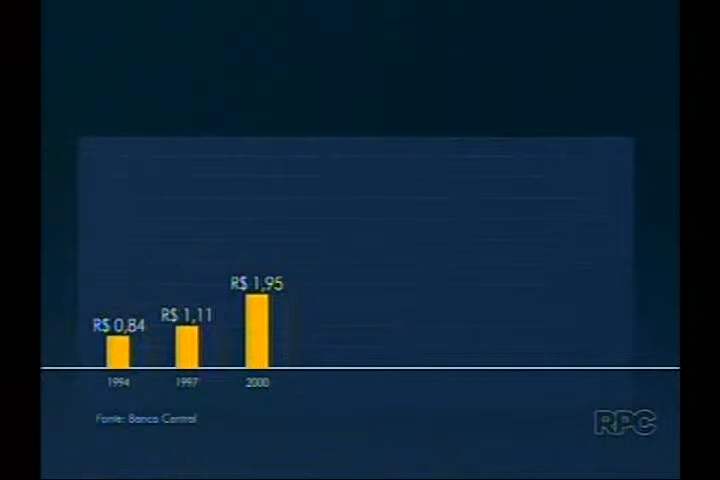 R$ 1,95
R$ 1,11
R$ 0,84
1994 1997 2000
Fonte: Banco Central
RPC